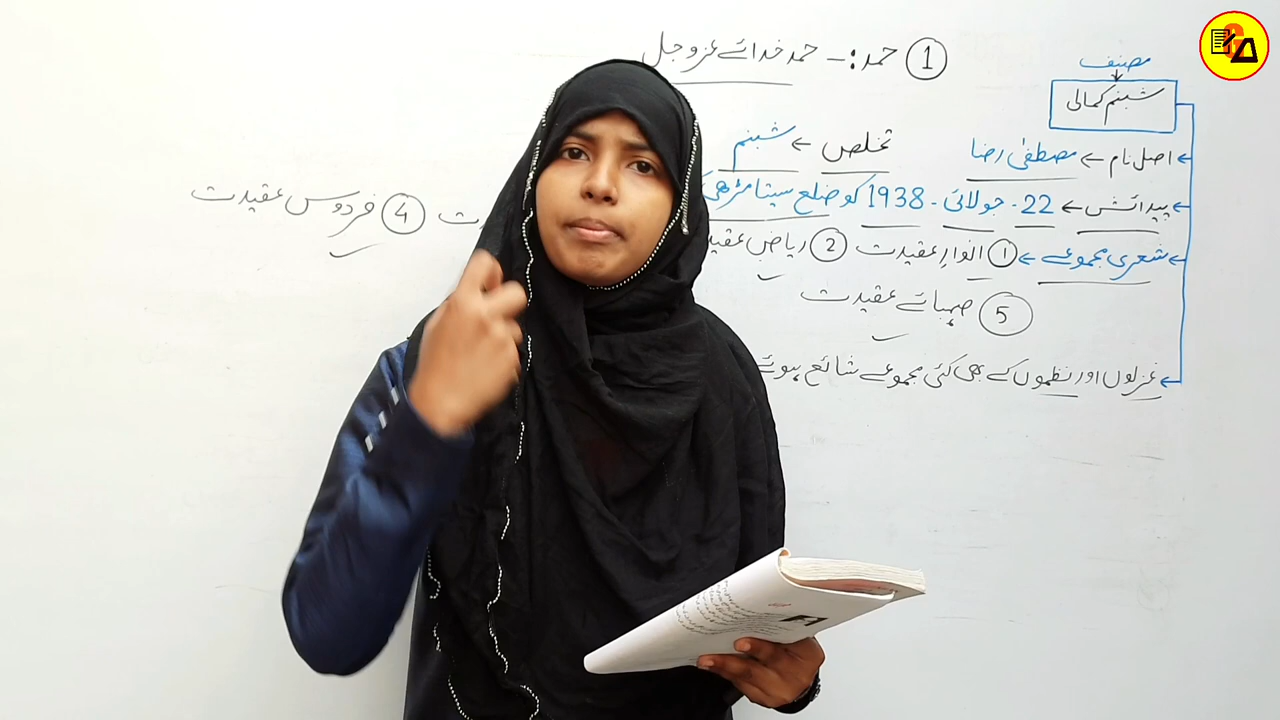 ① حمد :- حمد خدائے عزوجل
مصنف
شبنم کمالی
اصل نام ← مصطفیٰ رضا تخلص ← شبنم
پیدائش ← 22 - جولائی - 1938 کو ضلع سیتامڑھی
شعری مجموعے ← ① انوارِ عقیدت ② ریاضِ ④ فردوس عقیدت
⑤ صہبائے عقیدت
غزلوں اور نظموں کے بھی کئی مجموعے شائع ہوئے